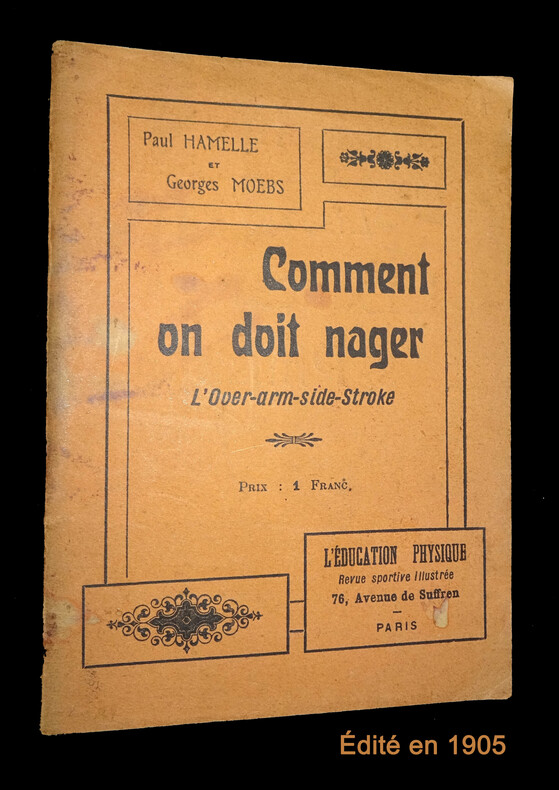 Paul HAMELLE
ET
Georges MOEBS
Comment
on doit nager
L'Over-arm-side-Stroke
PRIX : 1 FRANC.
L'ÉDUCATION PHYSIQUE
Revue sportive illustrée
76, Avenue de Suffren
—
PARIS
Édité en 1905